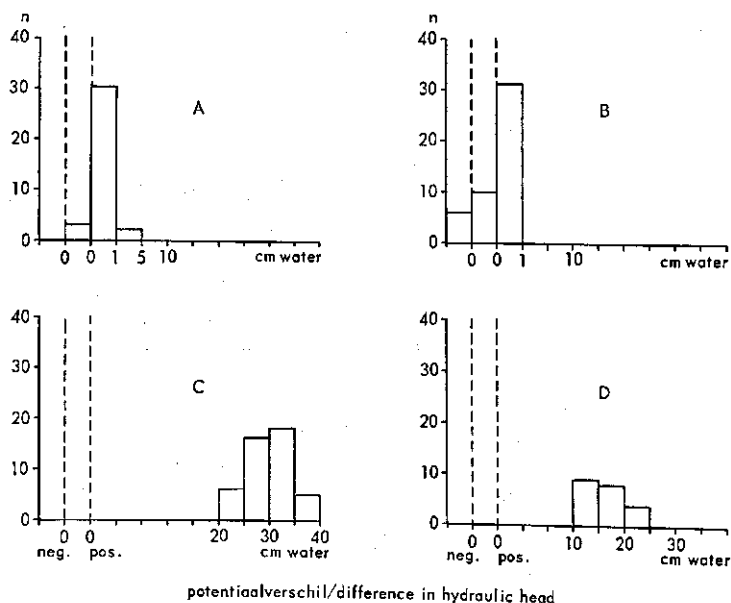 n
40
30
20
10
0
A
0 0 1 5 10 cm water
n
40
30
20
10
0
B
0 0 1 10 cm water
40
30
20
10
0
C
0 0 20 30 40
neg. pos. cm water
40
30
20
10
0
D
0 0 10 20 30
neg. pos. cm water
potentiaalverschil/difference in hydraulic head